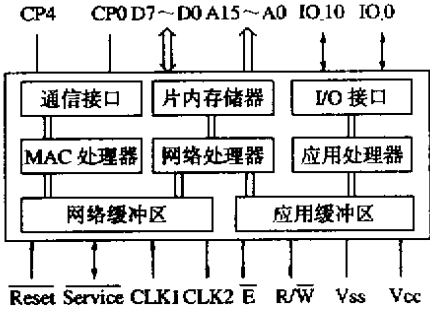 CP4 CP0 D7～D0 A15～A0 IO_10 IO_0
通信接口 片内存储器 I/O 接口
MAC 处理器 网络处理器 应用处理器
网络缓冲区 应用缓冲区
Reset Service CLK1 CLK2 E R/W Vss Vcc